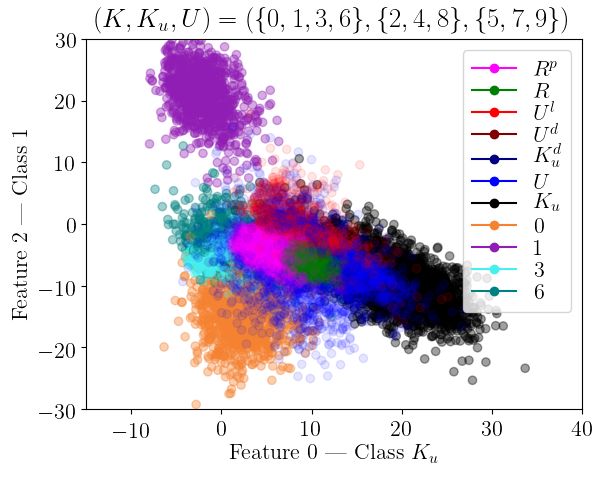 (K, K_u, U) = ({0, 1, 3, 6}, {2, 4, 8}, {5, 7, 9})
30
20
10
0
−10
−20
−30
Feature 2 — Class 1
R^p
R
U^l
U^d
K_u^d
U
K_u
0
1
3
6
−10
0
10
20
30
40
Feature 0 — Class K_u